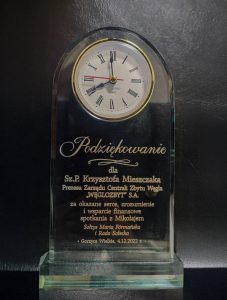 Podziękowanie
dla
Sz.P. Krzysztofa Mieszczaka
Prezesa Zarządu Centrali Zbytu Węgla
"WĘGLOZBYT" S.A.
za okazane serce, zrozumienie
i wsparcie finansowe
spotkania z Mikołajem
Sołtys Maria
i Rada Sołecka
Gorzyce Wielkie, 4.12.2022 r.